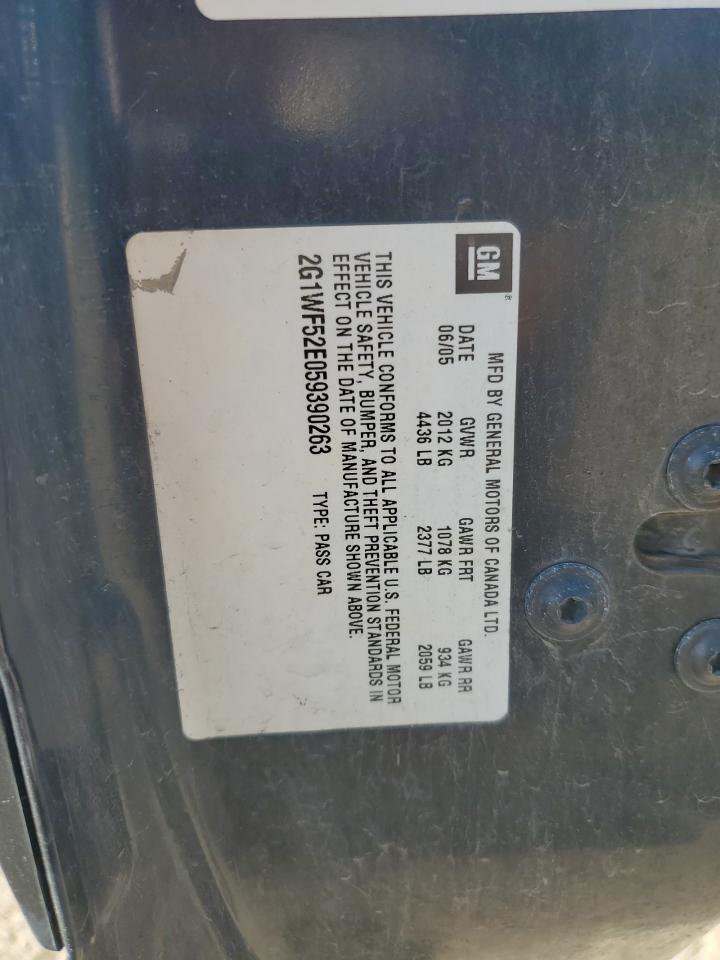 GM
MFD BY GENERAL MOTORS OF CANADA LTD.
DATE GVWR GAWR FRT GAWR RR
06/05 2012 KG 1078 KG 934 KG
4436 LB 2377 LB 2059 LB
THIS VEHICLE CONFORMS TO ALL APPLICABLE U.S. FEDERAL MOTOR
VEHICLE SAFETY, BUMPER, AND THEFT PREVENTION STANDARDS IN
EFFECT ON THE DATE OF MANUFACTURE SHOWN ABOVE.
2G1WF52E059390263 TYPE: PASS CAR